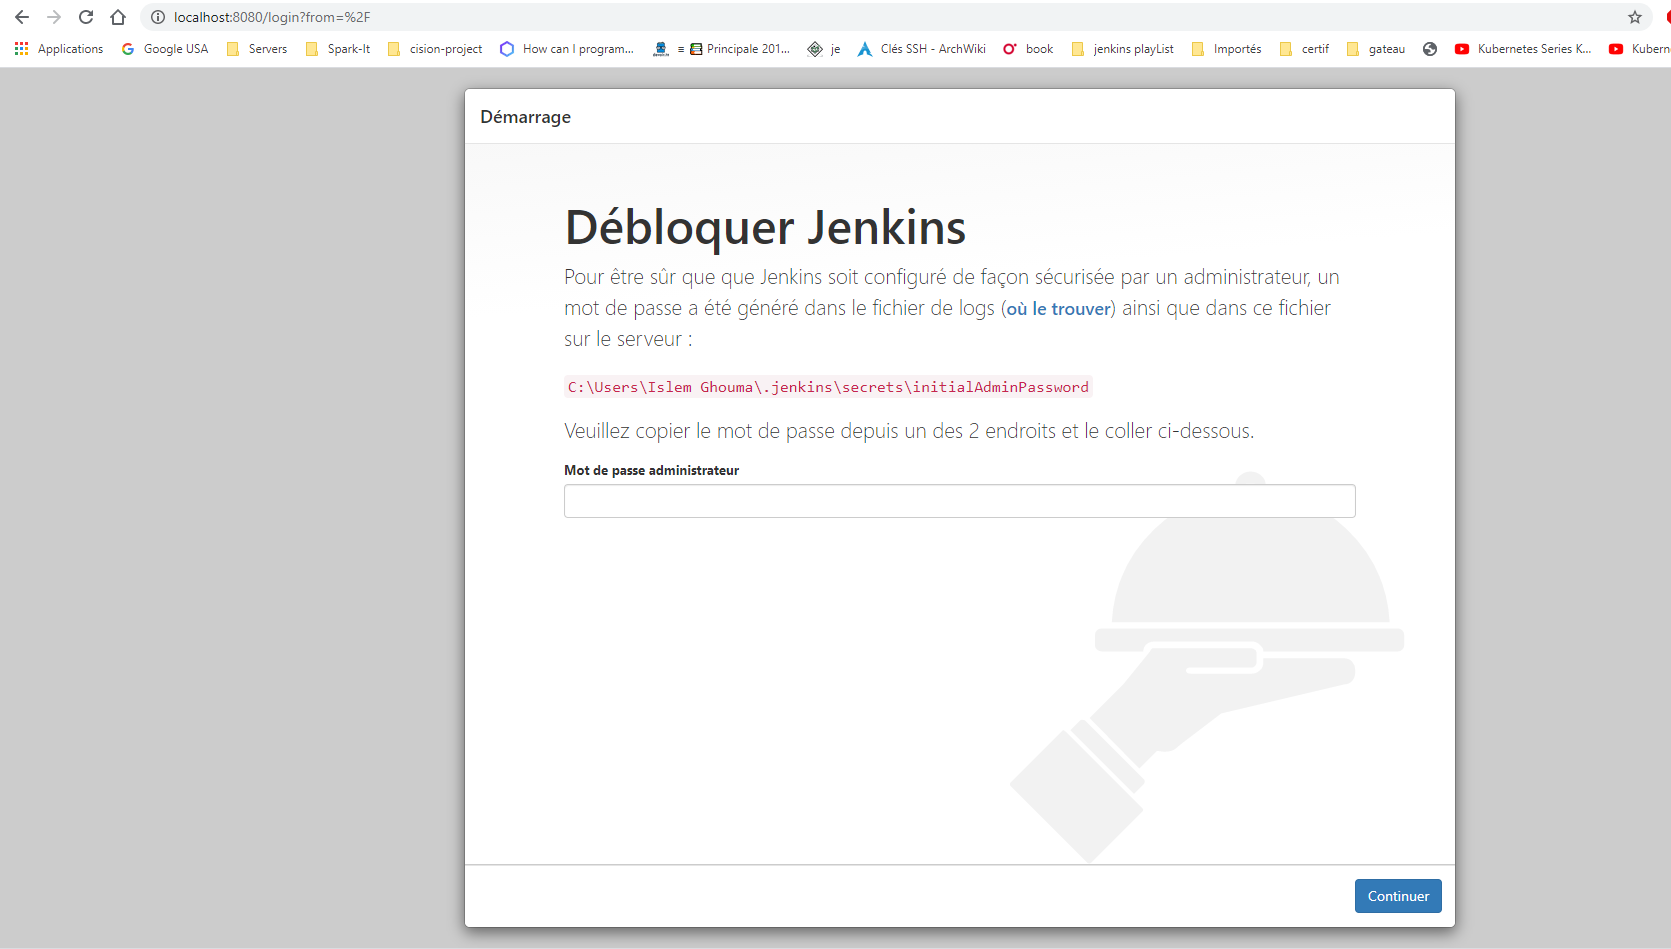 localhost:8080/login?from=%2F
Applications Google USA Servers Spark-It cision-project How can I program... ≡ Principale 201... je Clés SSH - ArchWiki book jenkins playList Importés certif gateau Kubernetes Series K... Kubern
Démarrage
Débloquer Jenkins
Pour être sûr que que Jenkins soit configuré de façon sécurisée par un administrateur, un
mot de passe a été généré dans le fichier de logs (où le trouver) ainsi que dans ce fichier
sur le serveur :
C:\Users\Islem Ghouma\.jenkins\secrets\initialAdminPassword
Veuillez copier le mot de passe depuis un des 2 endroits et le coller ci-dessous.
Mot de passe administrateur
Continuer